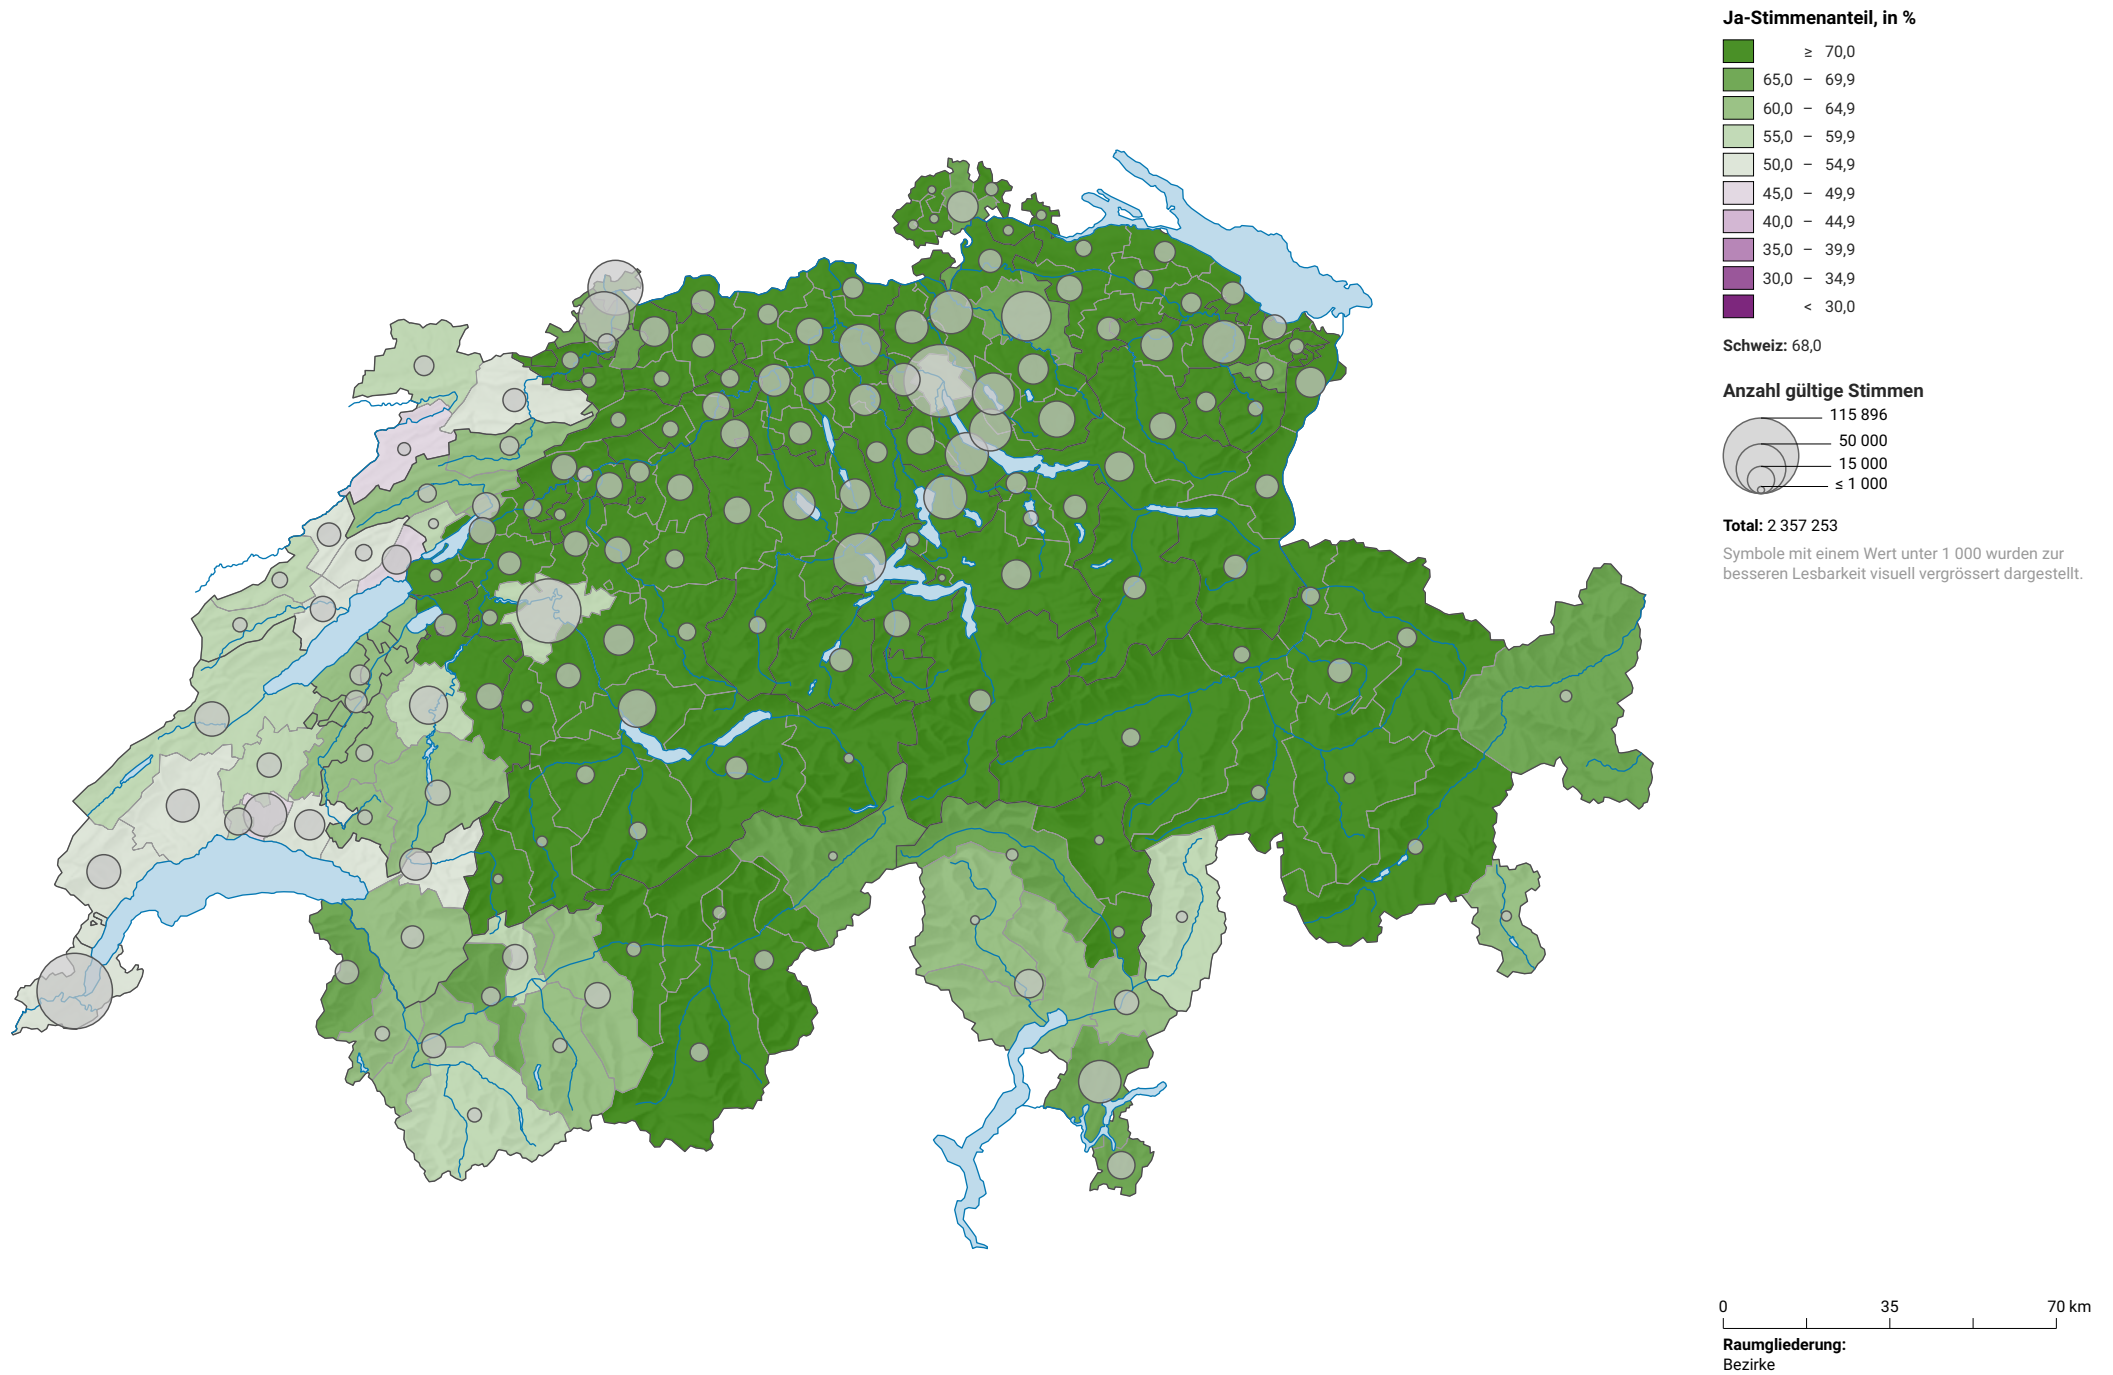 Ja-Stimmenanteil, in %
≥ 70,0
65,0 – 69,9
60,0 – 64,9
55,0 – 59,9
50,0 – 54,9
45,0 – 49,9
40,0 – 44,9
35,0 – 39,9
30,0 – 34,9
< 30,0
Schweiz: 68,0
Anzahl gültige Stimmen
115 896
50 000
15 000
≤ 1 000
Total: 2 357 253
Symbole mit einem Wert unter 1 000 wurden zur
besseren Lesbarkeit visuell vergrössert dargestellt.
0 35 70 km
Raumgliederung:
Bezirke